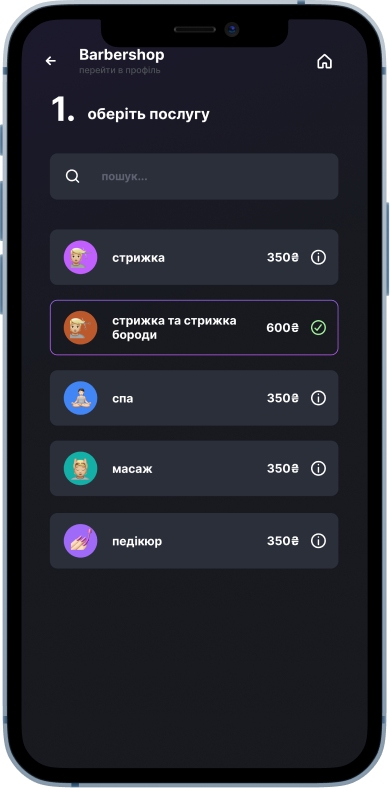 Barbershop
перейти в профіль
1. оберіть послугу
пошук...
стрижка 350₴
стрижка та стрижка
бороди 600₴
спа 350₴
масаж 350₴
педікюр 350₴